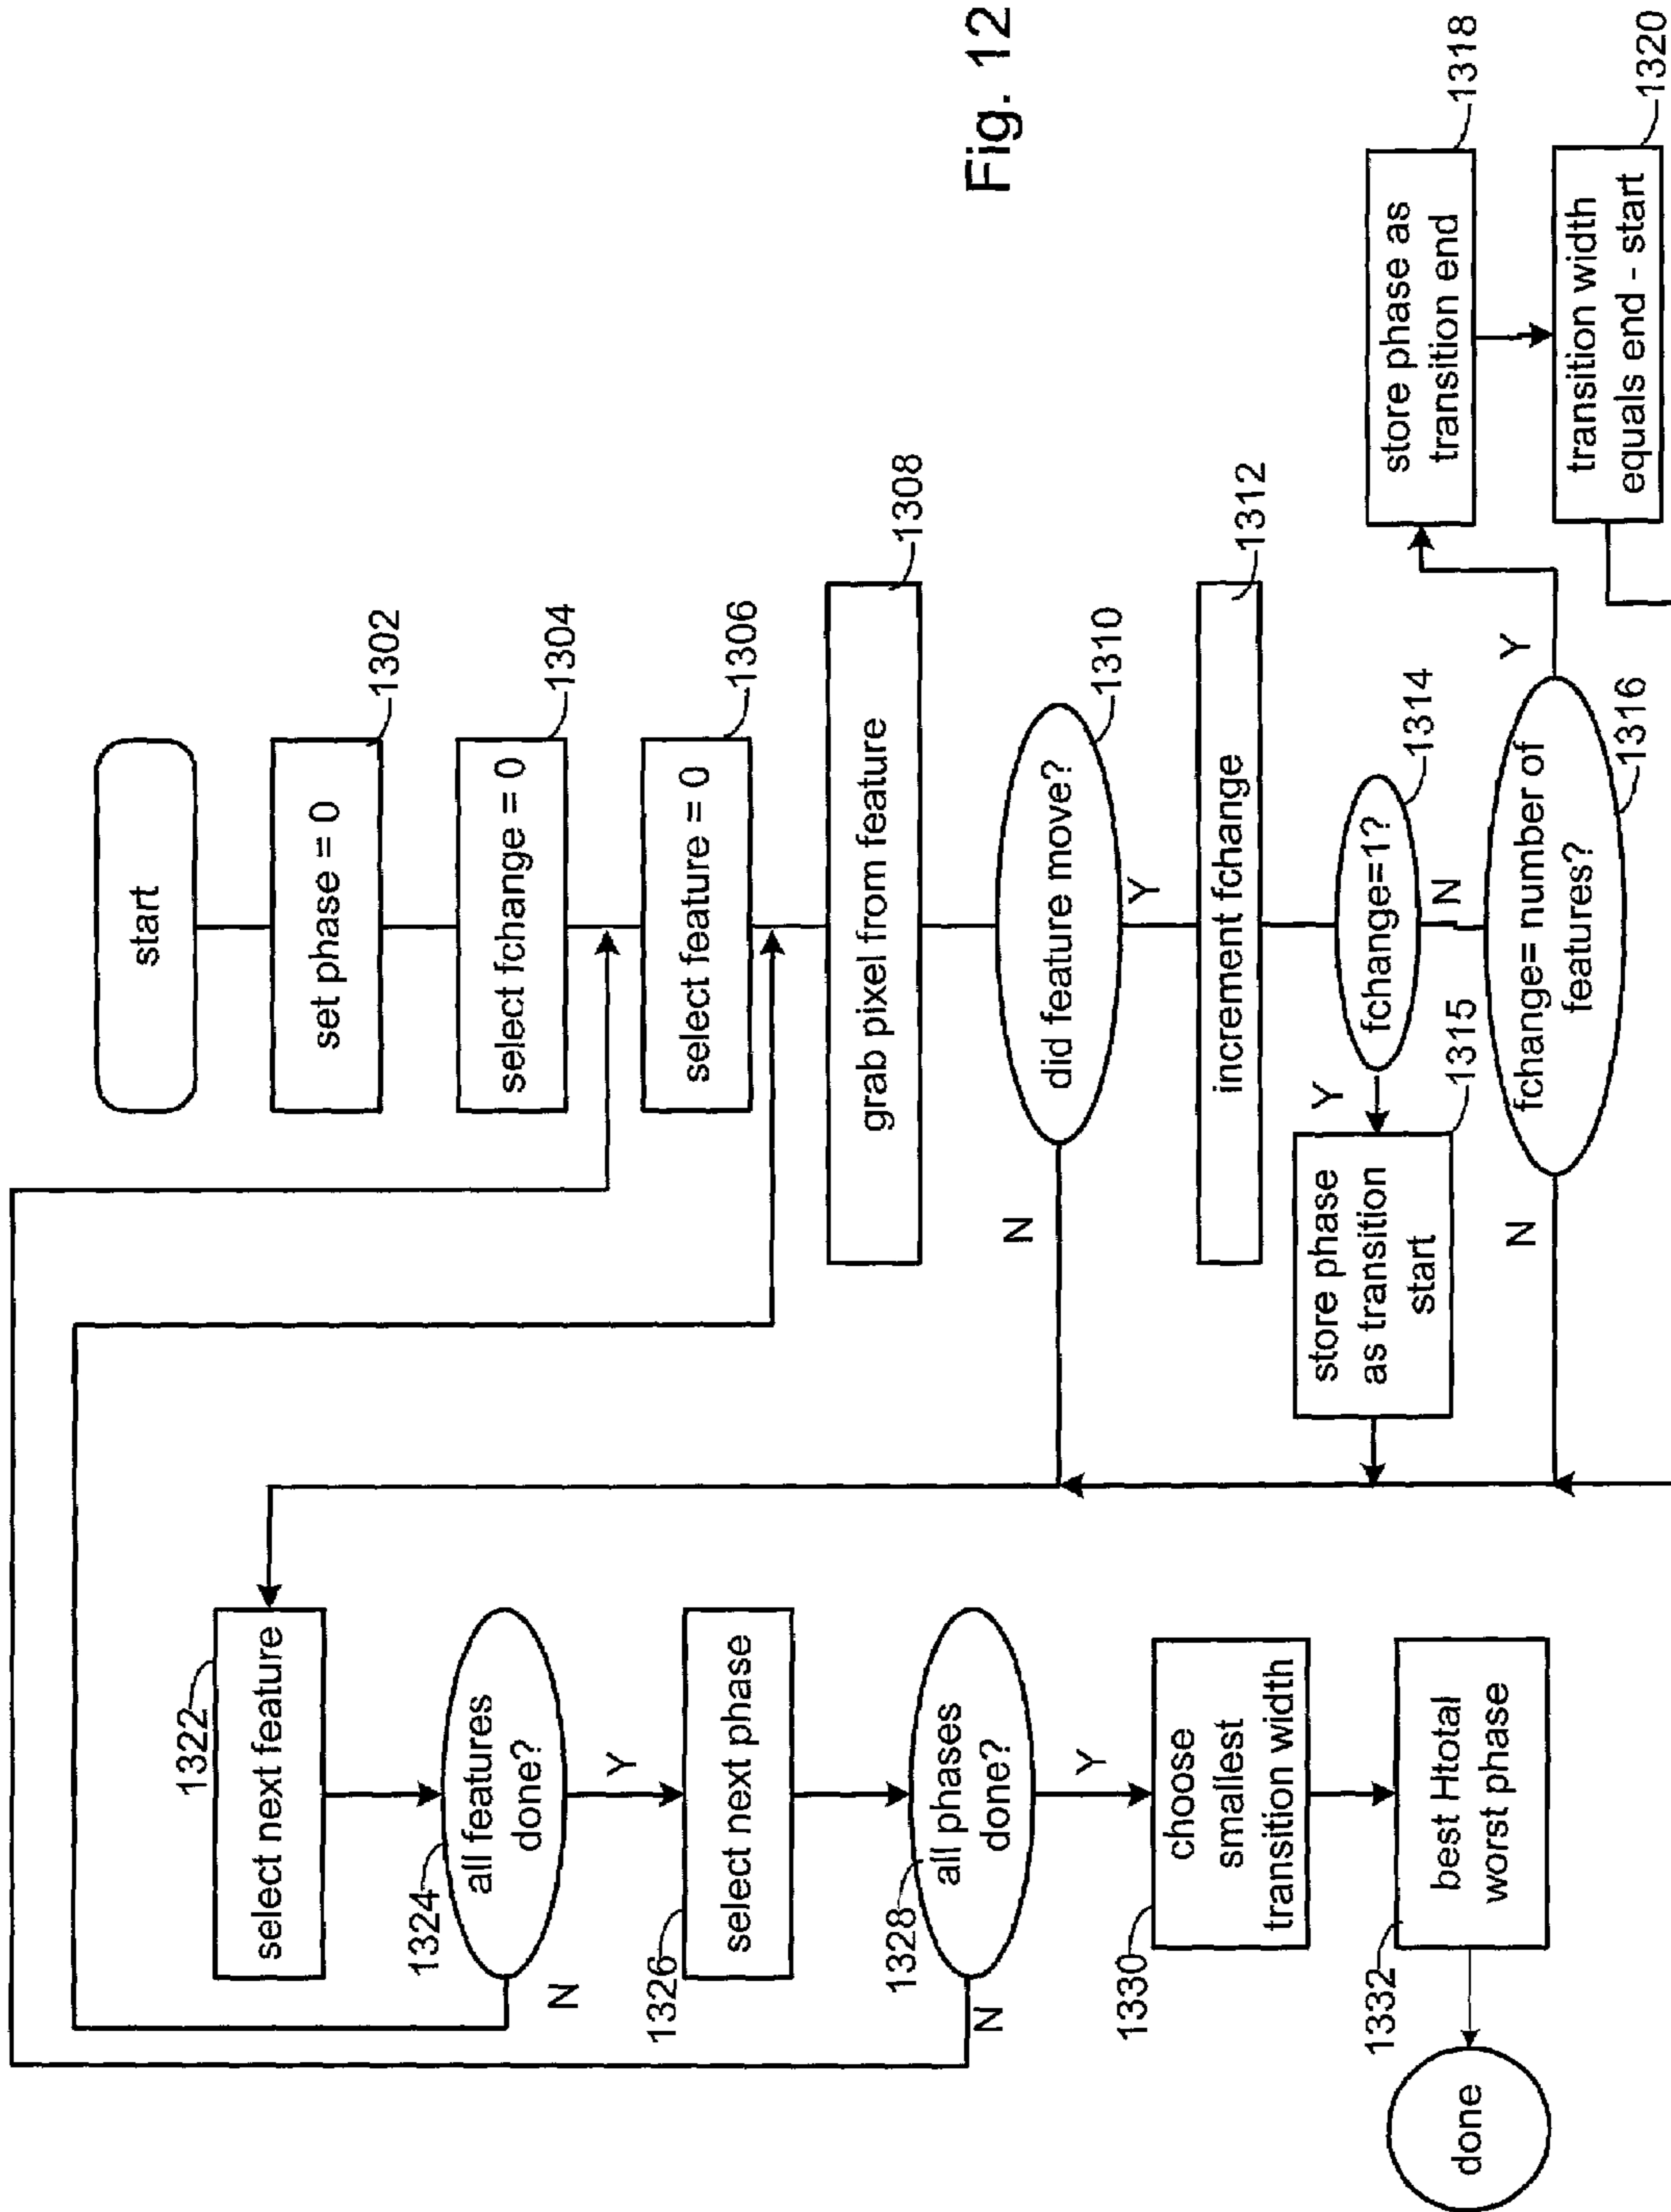 start
set phase = 0
1302
select fchange = 0
1304
select feature = 0
1306
grab pixel from feature
1308
did feature move?
1310
N
Y
increment fchange
1312
fchange=1?
1314
Y
N
store phase
as transition
start
1315
fchange= number of
features?
1316
N
Y
store phase as
transition end
1318
transition width
equals end - start
1320
1322
select next feature
all features
done?
1324
N
Y
select next phase
1326
all phases
done?
1328
N
Y
choose
smallest
transition width
1330
best Htotal
worst phase
1332
done
Fig. 12